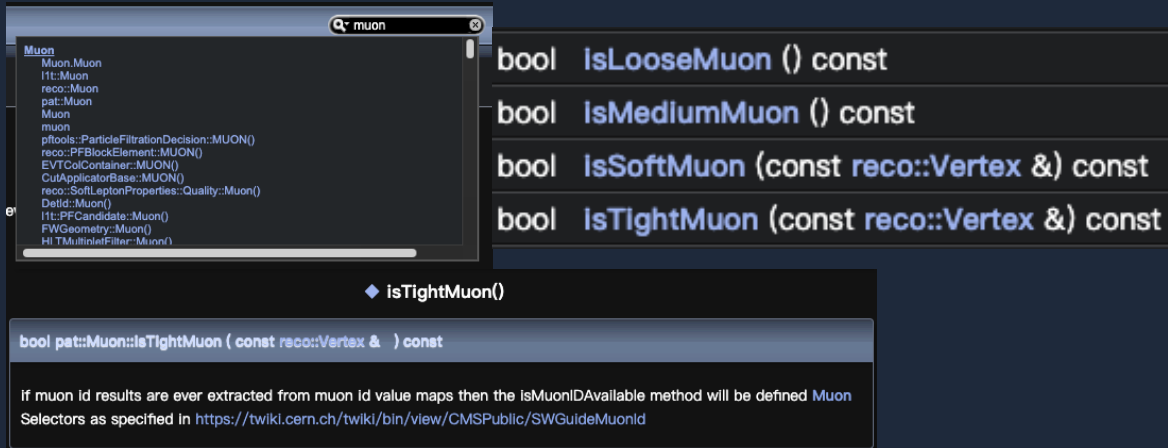 muon
Muon
Muon.Muon
l1t::Muon
reco::Muon
pat::Muon
Muon
muon
pftools::ParticleFiltrationDecision::MUON()
reco::PFBlockElement::MUON()
EVTColContainer::MUON()
CutApplicatorBase::MUON()
reco::SoftLeptonProperties::Quality::Muon()
DetId::Muon()
l1t::PFCandidate::Muon()
FWGeometry::Muon()
HLTMultipletFilter::Muon()
bool isLooseMuon () const
bool isMediumMuon () const
bool isSoftMuon (const reco::Vertex &) const
bool isTightMuon (const reco::Vertex &) const
◆ isTightMuon()
bool pat::Muon::isTightMuon ( const reco::Vertex & ) const
if muon id results are ever extracted from muon id value maps then the isMuonIDAvailable method will be defined Muon
Selectors as specified in https://twiki.cern.ch/twiki/bin/view/CMSPublic/SWGuideMuonId